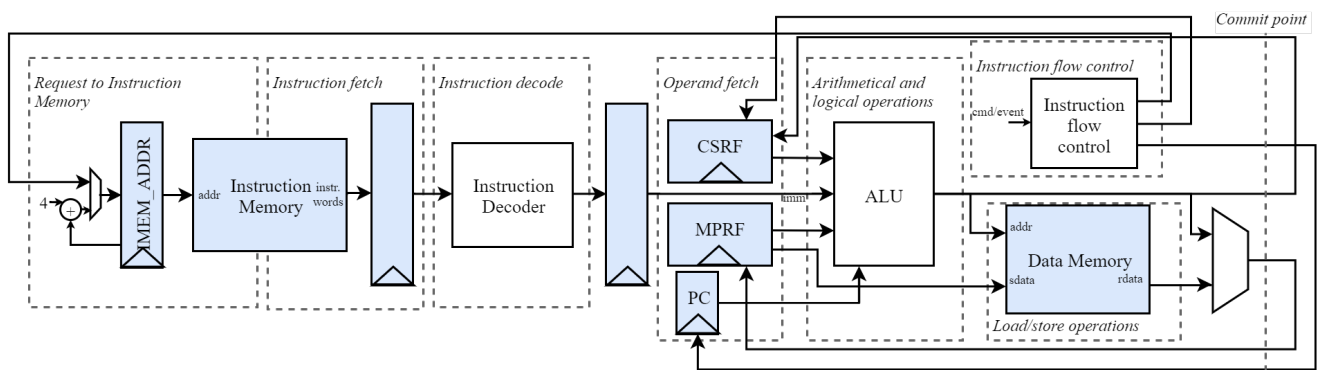 Commit point
Request to Instruction
Memory
Instruction fetch
Instruction decode
Operand fetch
Arithmetical and
logical operations
Instruction flow control
IMEM_ADDR
4
+
addr
Instruction
Memory
instr.
words
Instruction
Decoder
CSRF
imm
MPRF
PC
ALU
cmd/event
Instruction
flow
control
addr
Data Memory
sdata
rdata
Load/store operations